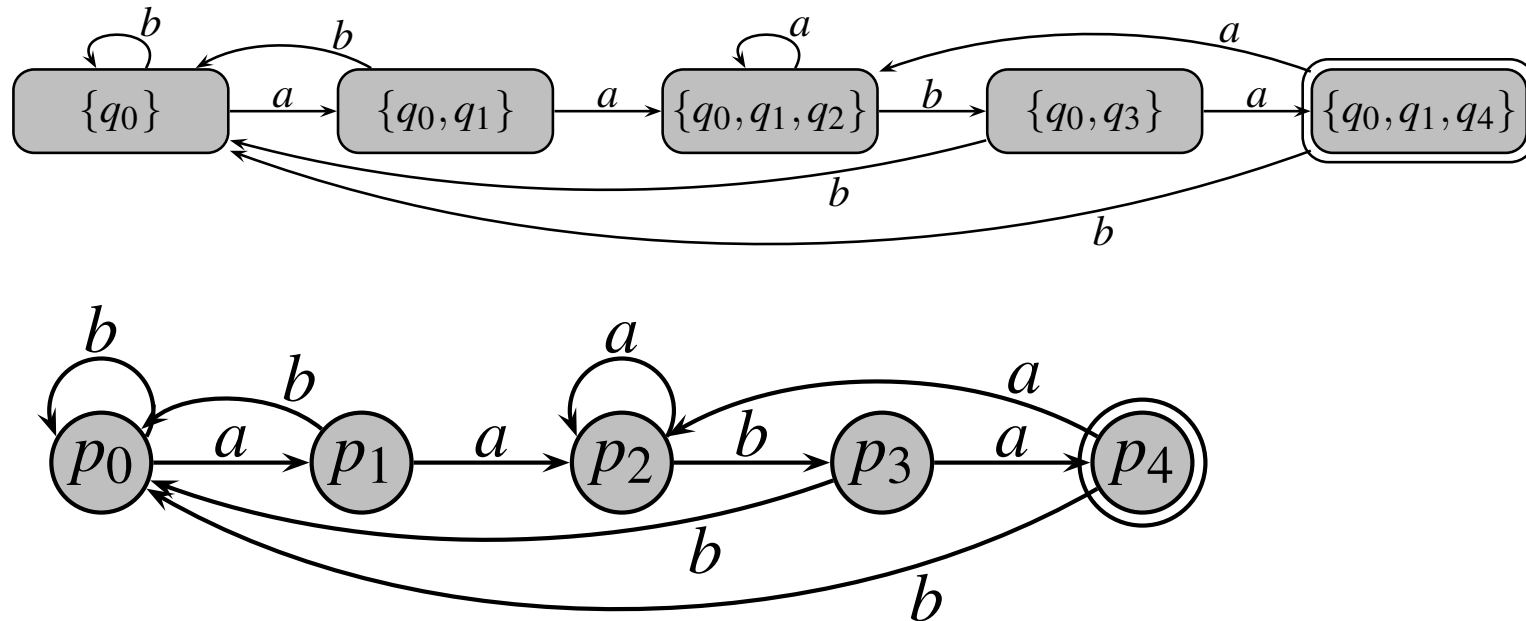 b b a a
{q0} a {q0, q1} a {q0, q1, q2} b {q0, q3} a {q0, q1, q4}
b
b
b b a a
p0 a p1 a p2 b p3 a p4
b
b